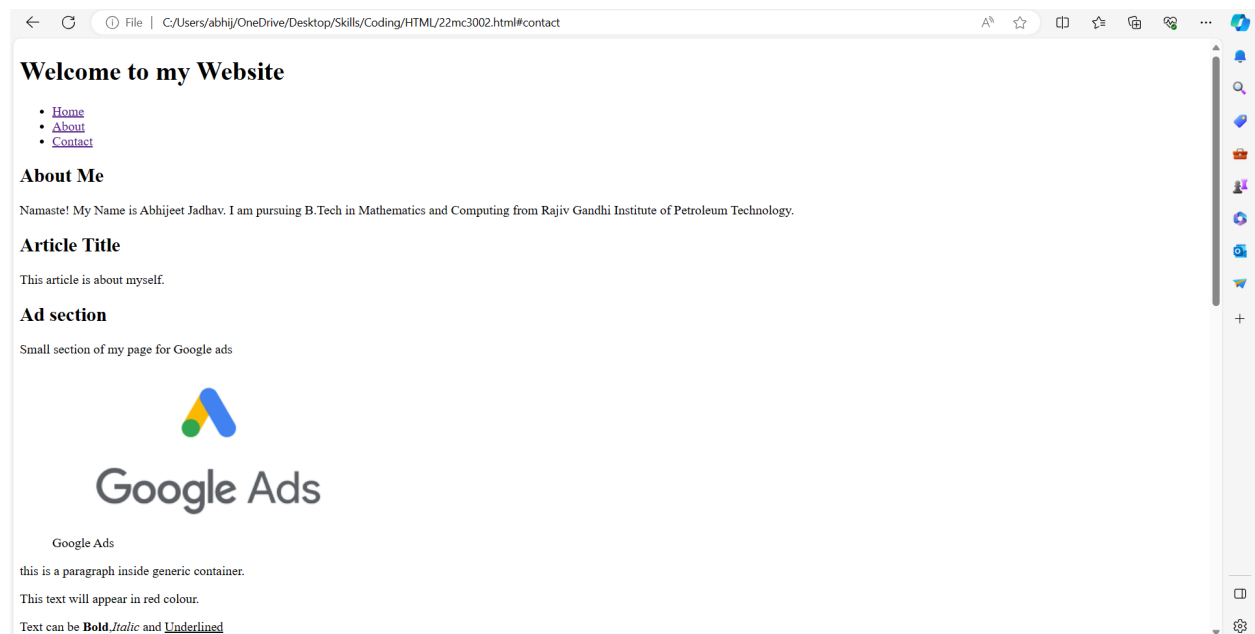 File | C:/Users/abhij/OneDrive/Desktop/Skills/Coding/HTML/22mc3002.html#contact
Welcome to my Website
Home
About
Contact
About Me
Namaste! My Name is Abhijeet Jadhav. I am pursuing B.Tech in Mathematics and Computing from Rajiv Gandhi Institute of Petroleum Technology.
Article Title
This article is about myself.
Ad section
Small section of my page for Google ads
Google Ads
Google Ads
this is a paragraph inside generic container.
This text will appear in red colour.
Text can be Bold,Italic and Underlined